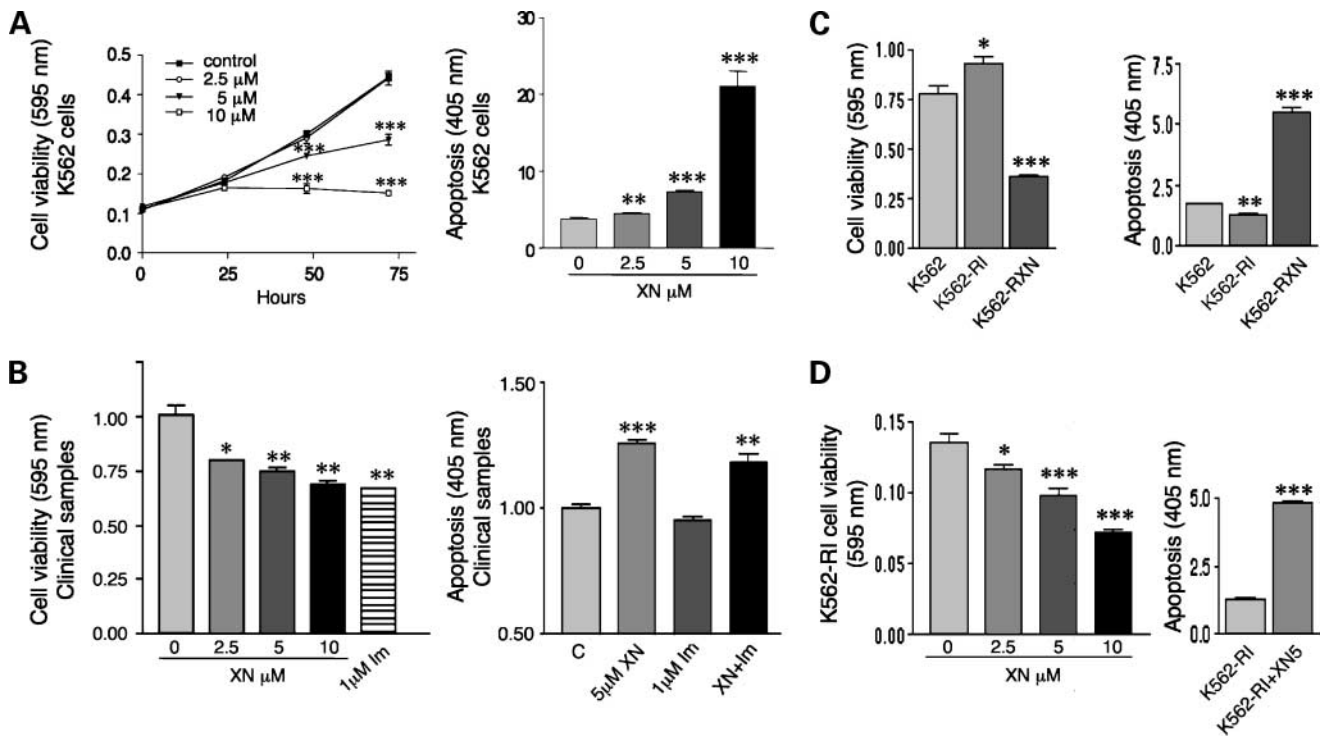 A
Cell viability (595 nm)
K562 cells
0.5
0.4
0.3
0.2
0.1
0.0
control
2.5 μM
5 μM
10 μM
***
***
***
***
0 25 50 75
Hours
Apoptosis (405 nm)
K562 cells
30
20
10
0
**
***
***
0 2.5 5 10
XN μM
C
Cell viability (595 nm)
1.00
0.75
0.50
0.25
0.00
*
***
K562
K562-RI
K562-RXN
Apoptosis (405 nm)
7.5
5.0
2.5
0.0
**
***
K562
K562-RI
K562-RXN
B
Cell viability (595 nm)
Clinical samples
1.00
0.75
0.50
0.25
0.00
*
**
**
**
0 2.5 5 10
XN μM
1μM Im
Apoptosis (405 nm)
Clinical samples
1.50
1.00
0.50
***
**
C
5μM XN
1μM Im
XN+Im
D
K562-RI cell viability
(595 nm)
0.15
0.10
0.05
0.00
*
***
***
0 2.5 5 10
XN μM
Apoptosis (405 nm)
5.0
2.5
0.0
***
K562-RI
K562-RI+XN5